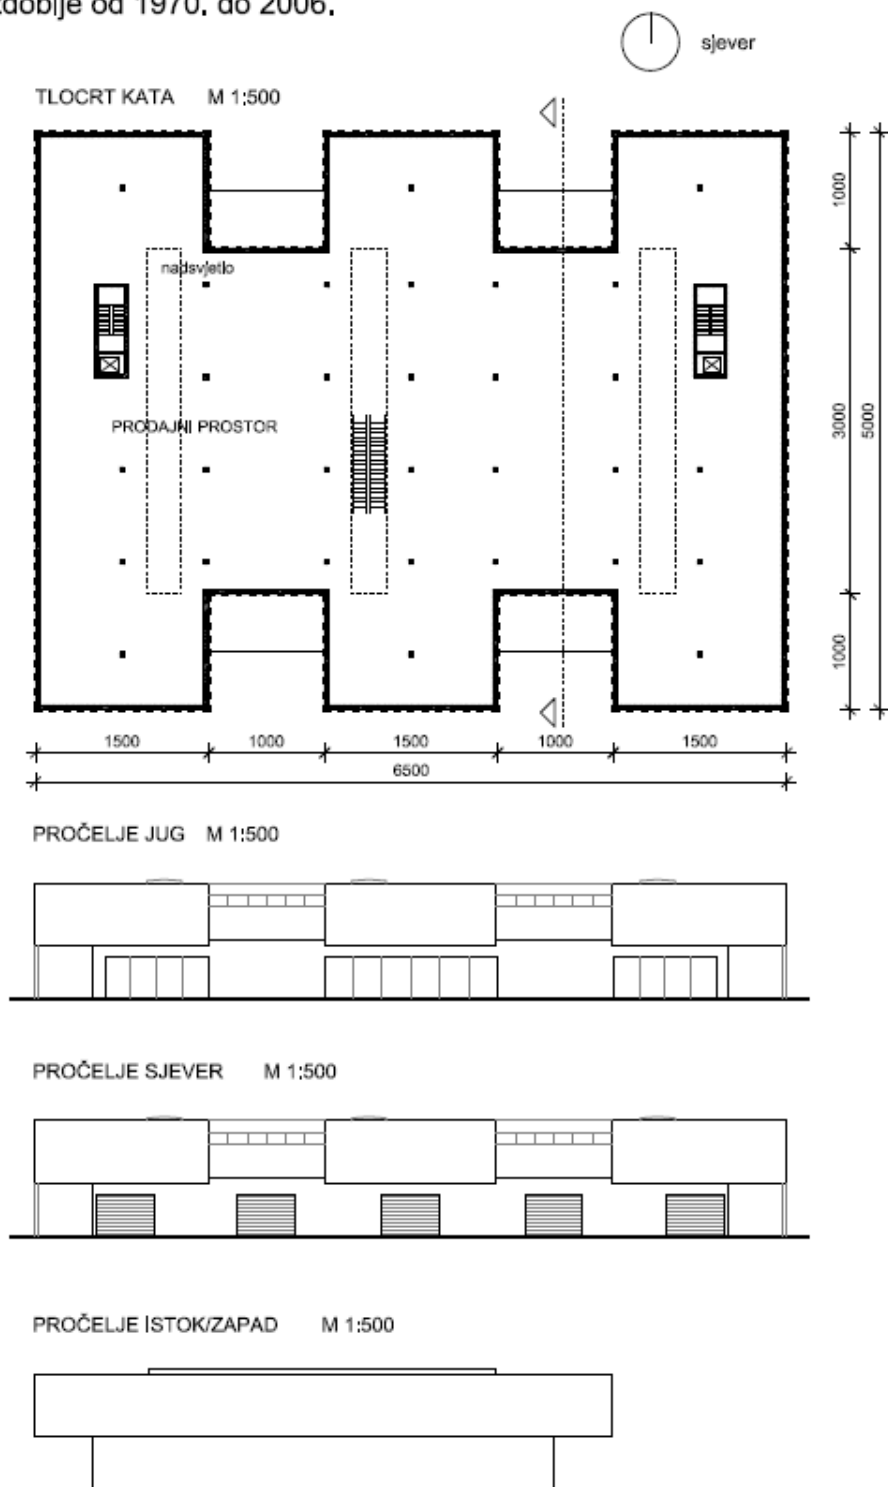 zdoblje od 1970. do 2006.
sjever
TLOCRT KATA M 1:500
nadsvjetlo
PRODAJNI PROSTOR
1000
3000
5000
1000
1500 1000 1500 1000 1500
6500
PROČELJE JUG M 1:500
PROČELJE SJEVER M 1:500
PROČELJE ISTOK/ZAPAD M 1:500